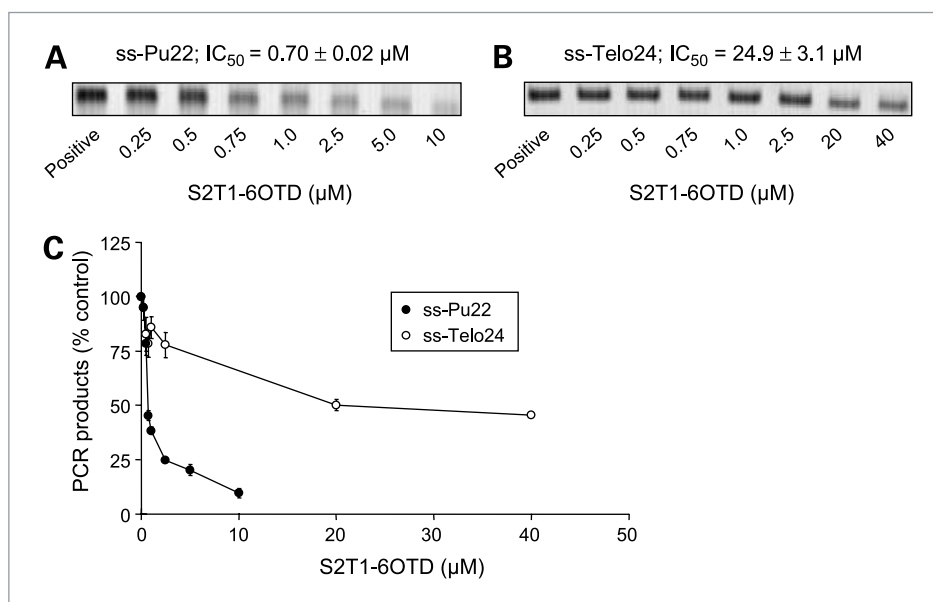 A ss-Pu22; IC50 = 0.70 ± 0.02 µM
Positive 0.25 0.5 0.75 1.0 2.5 5.0 10
S2T1-6OTD (µM)
B ss-Telo24; IC50 = 24.9 ± 3.1 µM
Positive 0.25 0.5 0.75 1.0 2.5 20 40
S2T1-6OTD (µM)
C
PCR products (% control)
125
100
75
50
25
0
ss-Pu22
ss-Telo24
0 10 20 30 40 50
S2T1-6OTD (µM)